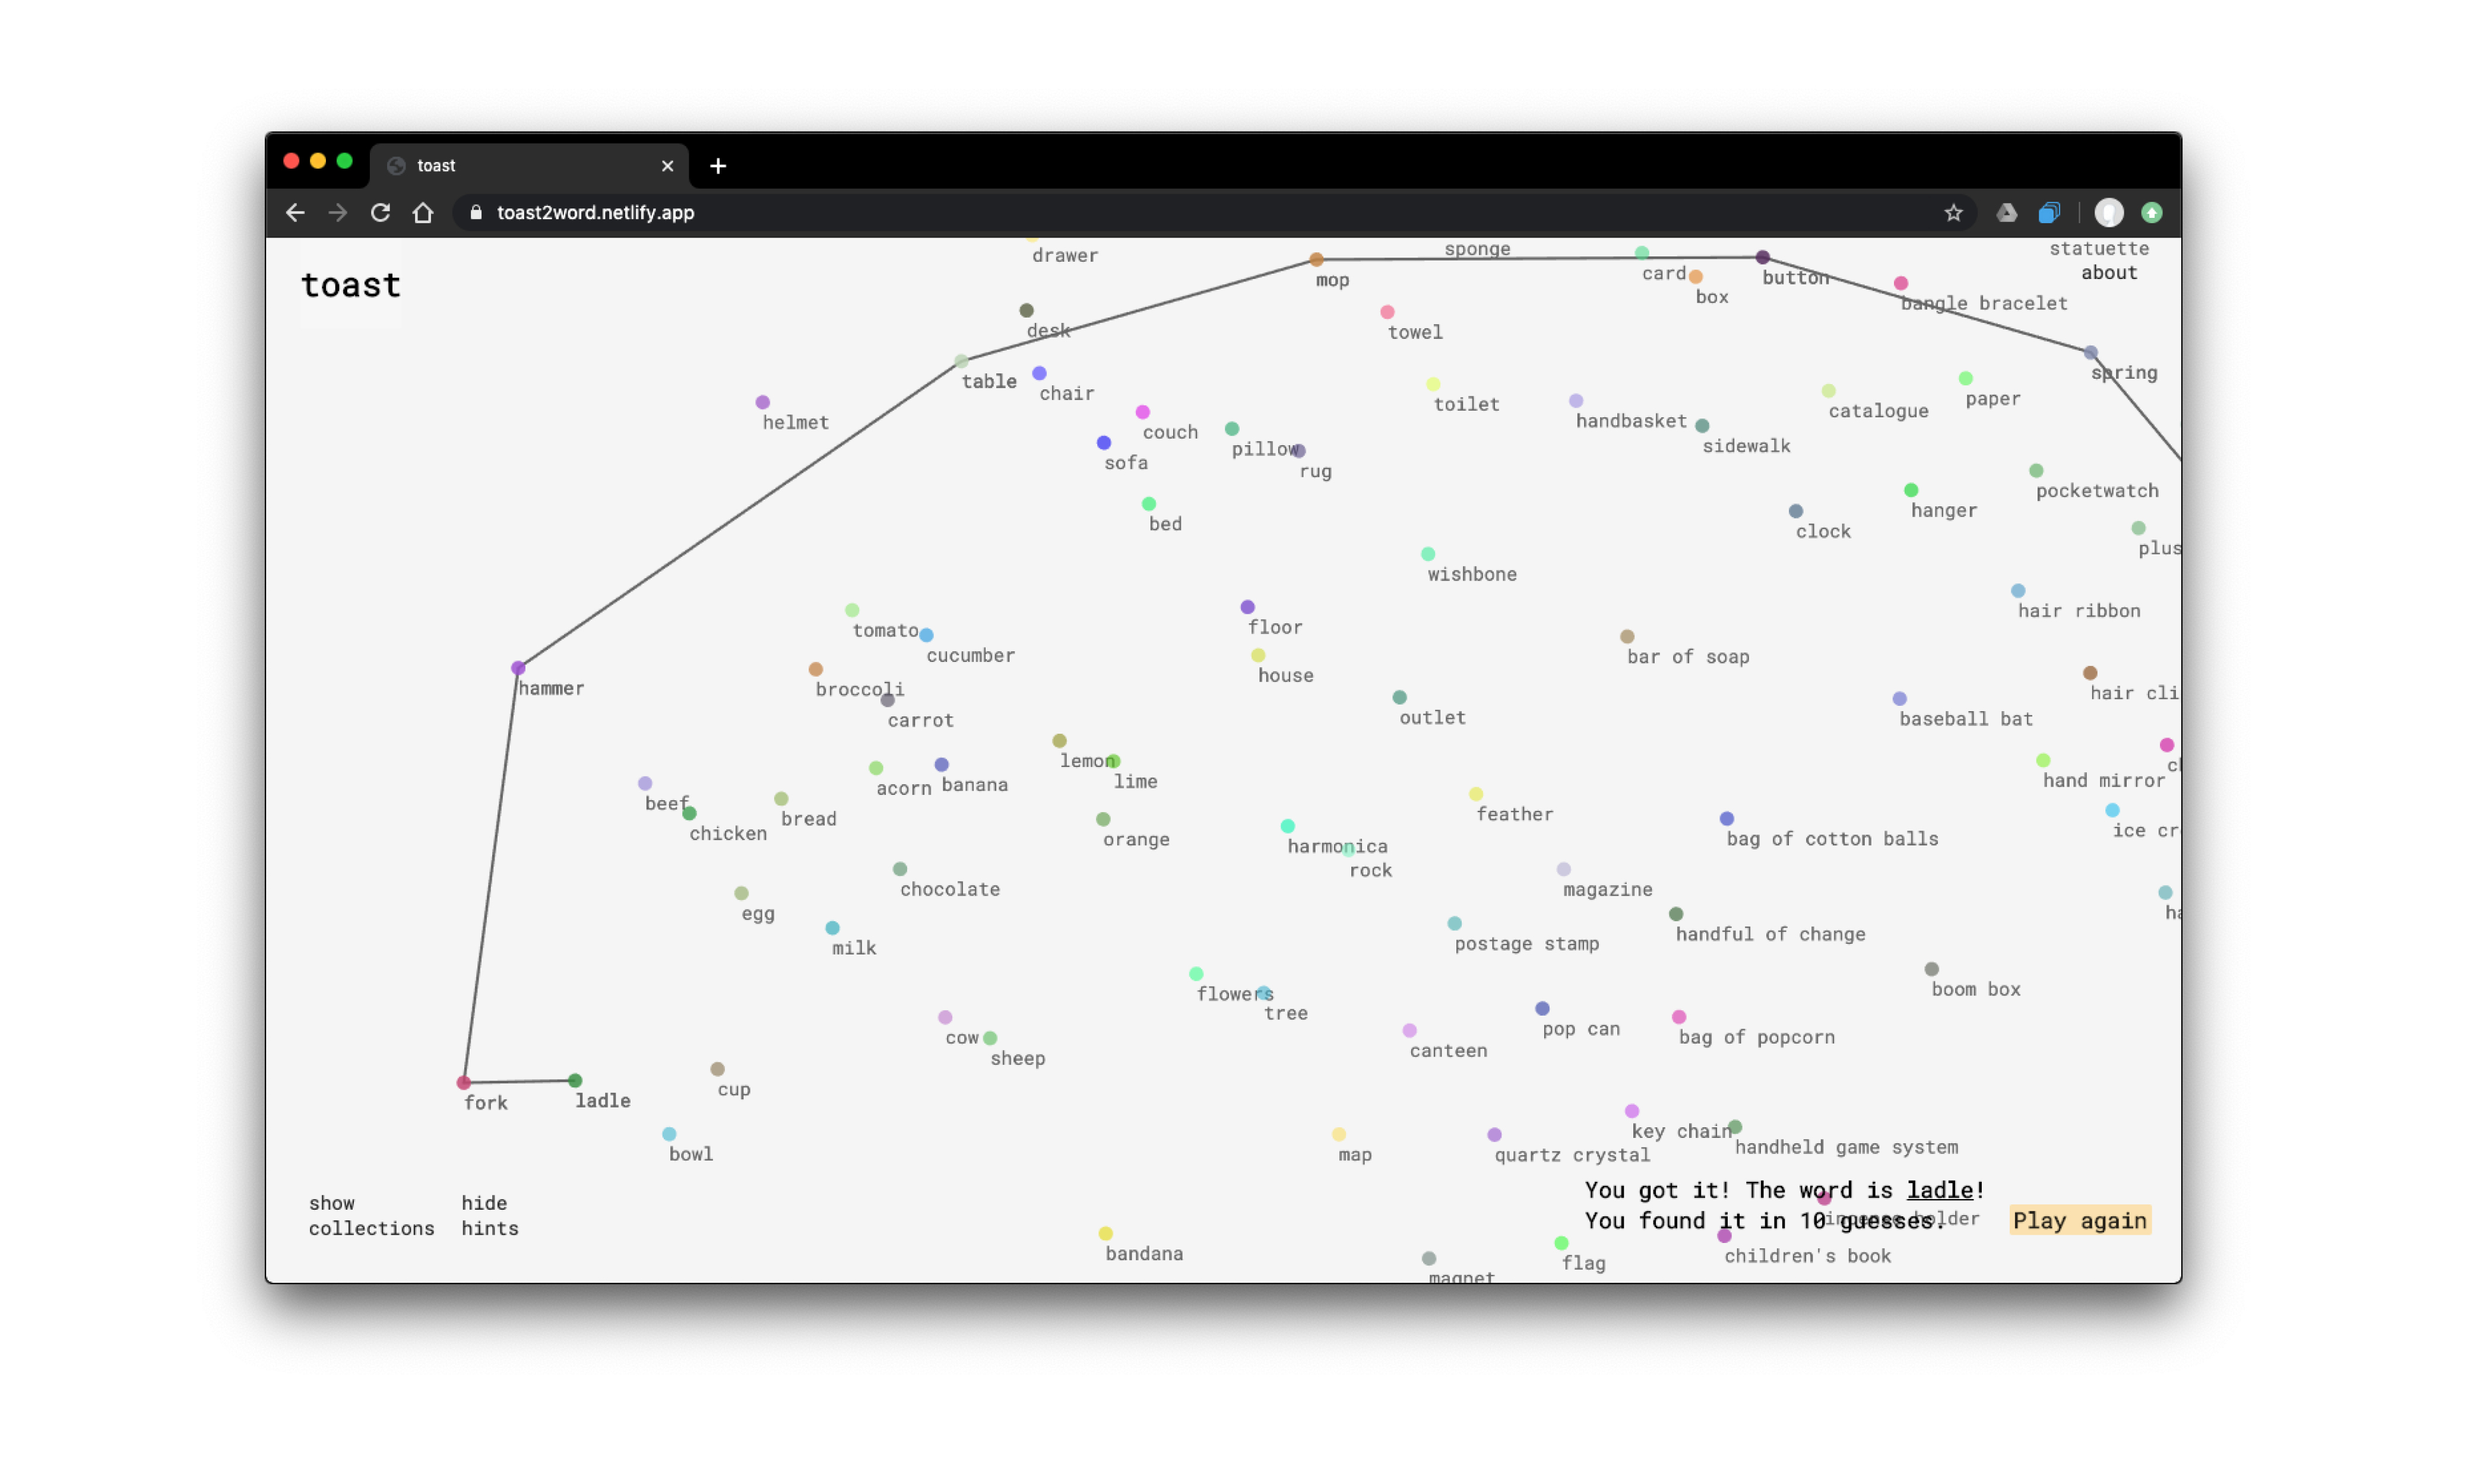 toast
toast2word.netlify.app
drawer
sponge
statuette
toast
mop
card
button
about
box
bangle bracelet
desk
towel
table
chair
spring
helmet
toilet
paper
catalogue
couch
handbasket
pillow
sidewalk
sofa
rug
pocketwatch
hanger
bed
clock
plus
wishbone
hair ribbon
tomato
floor
cucumber
bar of soap
house
hammer
broccoli
hair cli
carrot
outlet
baseball bat
lemon
lime
acorn
banana
hand mirror
beef
bread
feather
ice cr
chicken
orange
harmonica
bag of cotton balls
rock
chocolate
magazine
egg
ha
milk
postage stamp
handful of change
flowers
boom box
tree
pop can
cow
bag of popcorn
sheep
canteen
cup
fork
ladle
key chain
bowl
map
quartz crystal
handheld game system
You got it! The word is ladle!
show
collections
hide
hints
You found it in 10 guesses.
incense holder
Play again
bandana
flag
children's book
magnet